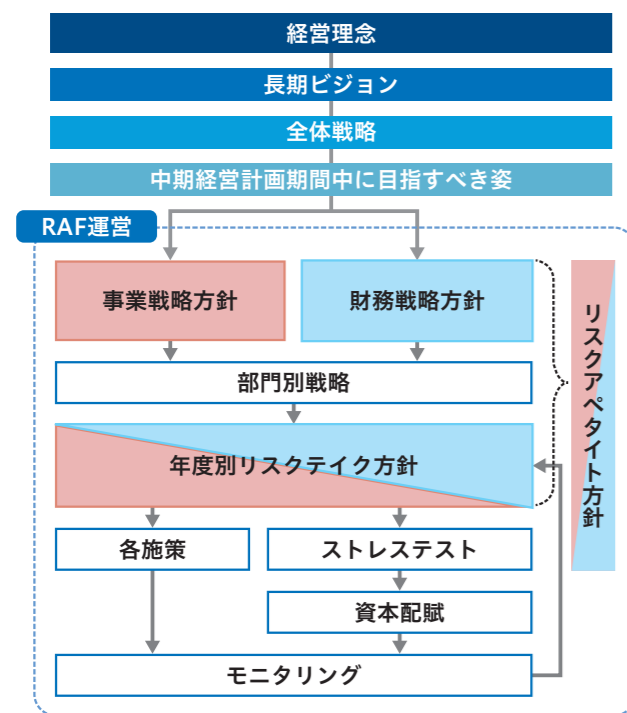 経営理念
長期ビジョン
全体戦略
中期経営計画期間中に目指すべき姿
RAF運営
事業戦略方針
財務戦略方針
リスクアペタイト方針
部門別戦略
年度別リスクテイク方針
各施策
ストレステスト
資本配賦
モニタリング